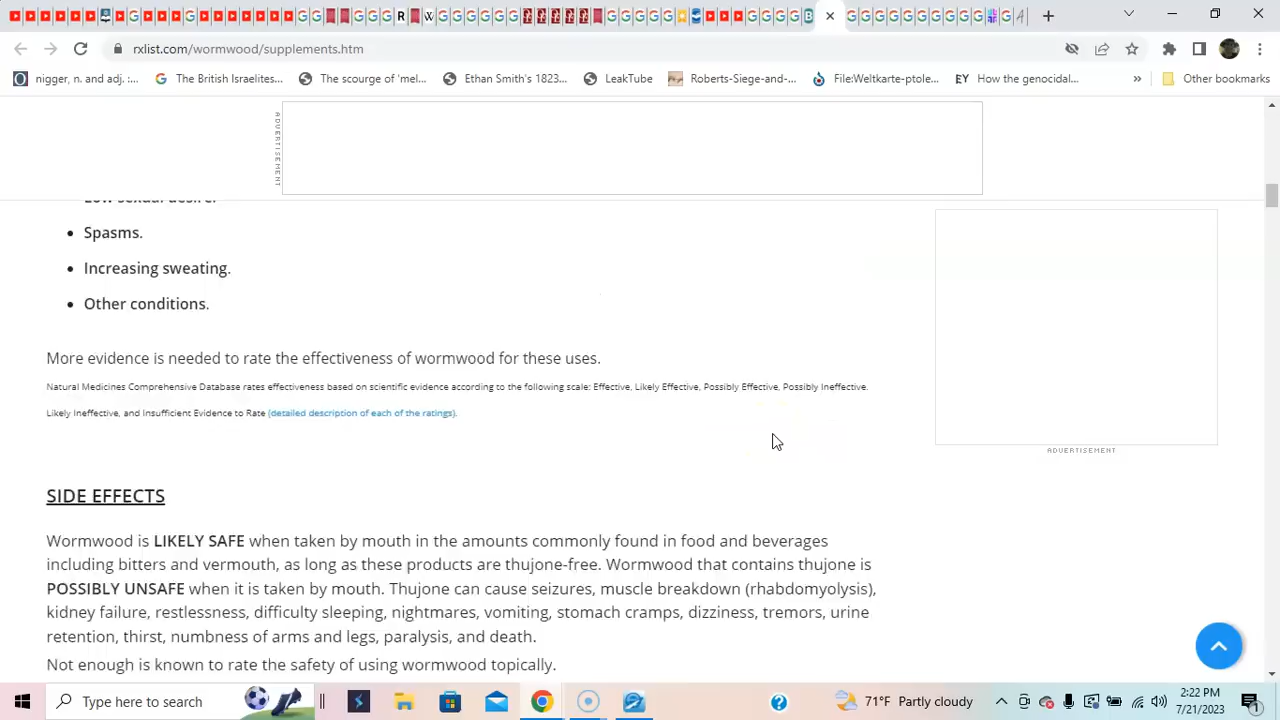 rxlist.com/wormwood/supplements.htm
nigger, n. and adj. :...
The British Israelites...
The scourge of 'mel...
Ethan Smith's 1823...
LeakTube
Roberts-Siege-and-...
File:Weltkarte-ptole...
EY How the genocidal...
»
Other bookmarks
ADVERTISEMENT
Low sexual desire.
• Spasms.
• Increasing sweating.
• Other conditions.
More evidence is needed to rate the effectiveness of wormwood for these uses.
Natural Medicines Comprehensive Database rates effectiveness based on scientific evidence according to the following scale: Effective, Likely Effective, Possibly Effective, Possibly Ineffective.
Likely Ineffective, and Insufficient Evidence to Rate (detailed description of each of the ratings).
ADVERTISEMENT
SIDE EFFECTS
Wormwood is LIKELY SAFE when taken by mouth in the amounts commonly found in food and beverages
including bitters and vermouth, as long as these products are thujone-free. Wormwood that contains thujone is
POSSIBLY UNSAFE when it is taken by mouth. Thujone can cause seizures, muscle breakdown (rhabdomyolysis),
kidney failure, restlessness, difficulty sleeping, nightmares, vomiting, stomach cramps, dizziness, tremors, urine
retention, thirst, numbness of arms and legs, paralysis, and death.
Not enough is known to rate the safety of using wormwood topically.
Type here to search
71°F Partly cloudy
2:22 PM
7/21/2023